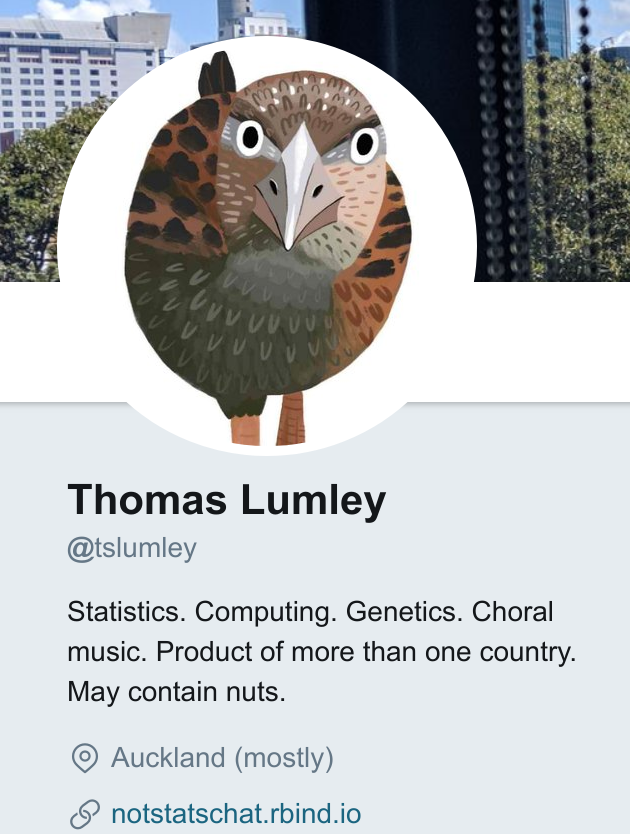 Thomas Lumley
@tslumley
Statistics. Computing. Genetics. Choral
music. Product of more than one country.
May contain nuts.
Auckland (mostly)
notstatschat.rbind.io